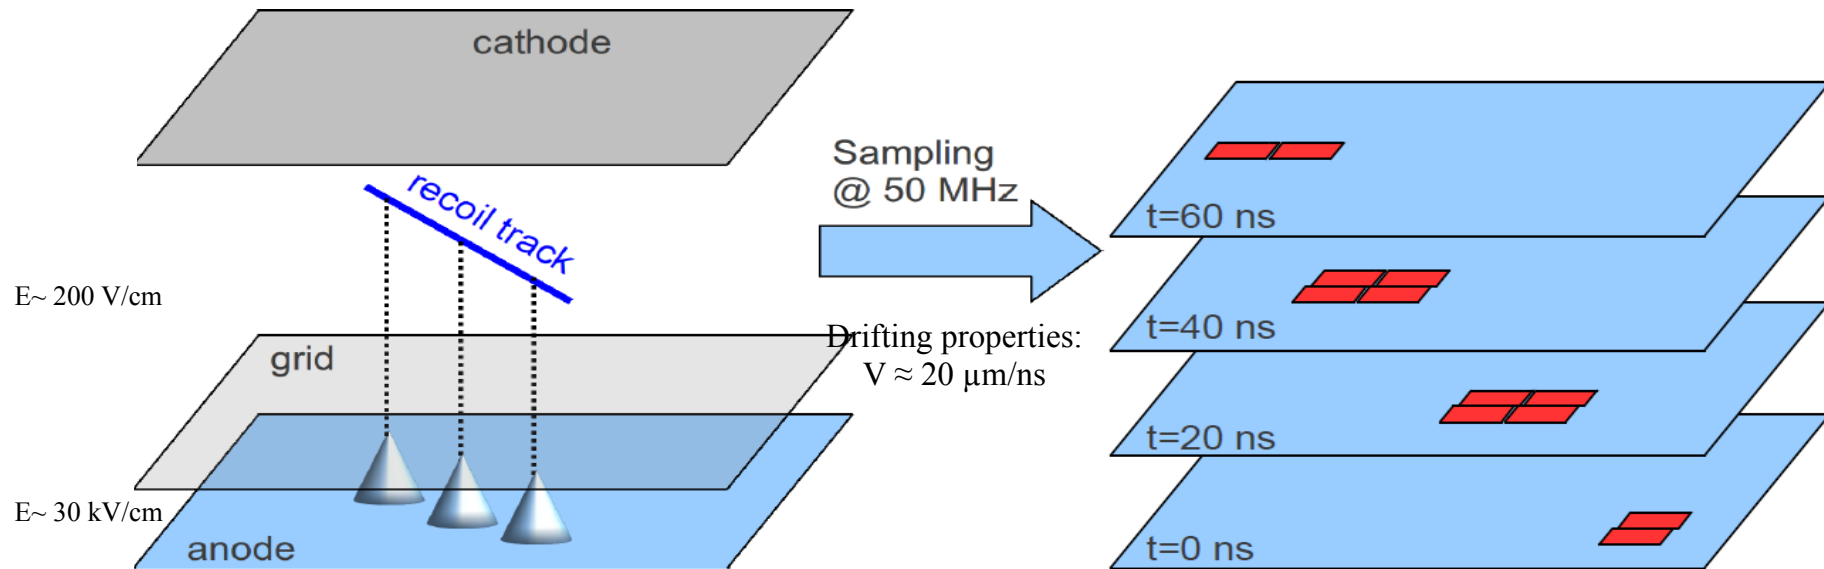 cathode
recoil track
E~ 200 V/cm
grid
E~ 30 kV/cm
anode
Sampling
@ 50 MHz
Drifting properties:
V ≈ 20 µm/ns
t=60 ns
t=40 ns
t=20 ns
t=0 ns